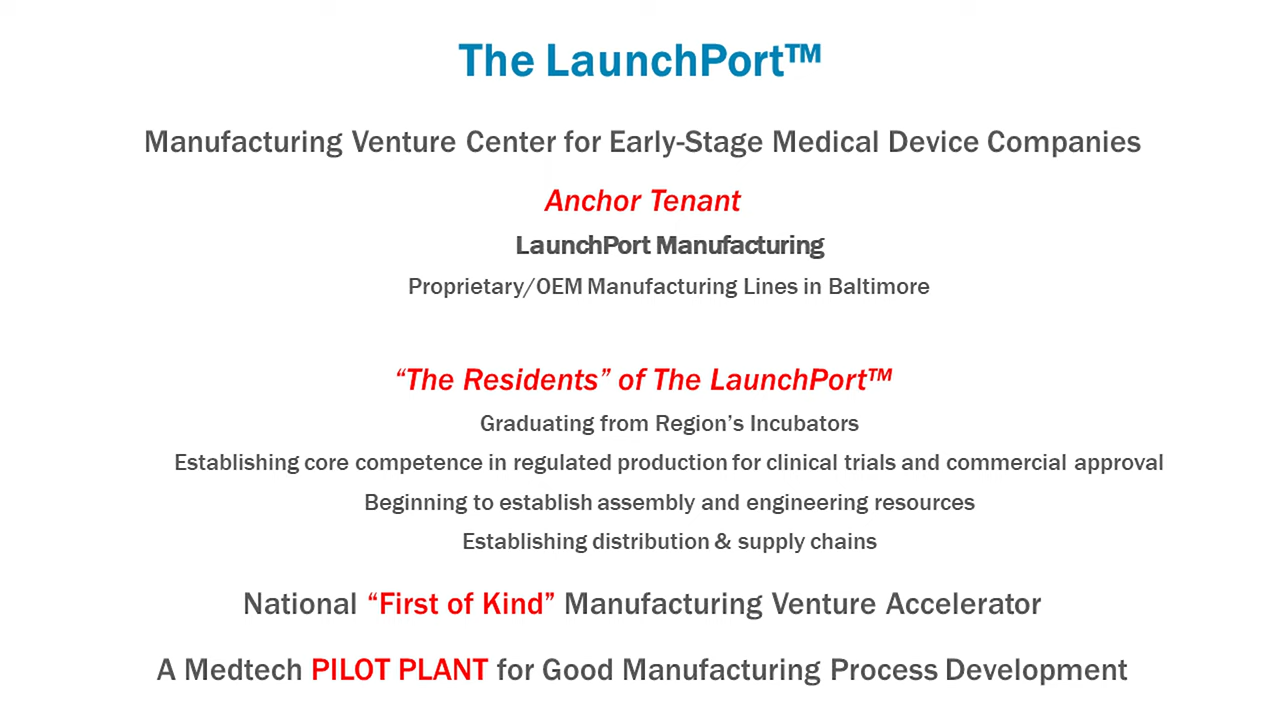 The LaunchPort™
Manufacturing Venture Center for Early-Stage Medical Device Companies
Anchor Tenant
LaunchPort Manufacturing
Proprietary/OEM Manufacturing Lines in Baltimore
“The Residents” of The LaunchPort™
Graduating from Region’s Incubators
Establishing core competence in regulated production for clinical trials and commercial approval
Beginning to establish assembly and engineering resources
Establishing distribution & supply chains
National “First of Kind” Manufacturing Venture Accelerator
A Medtech PILOT PLANT for Good Manufacturing Process Development